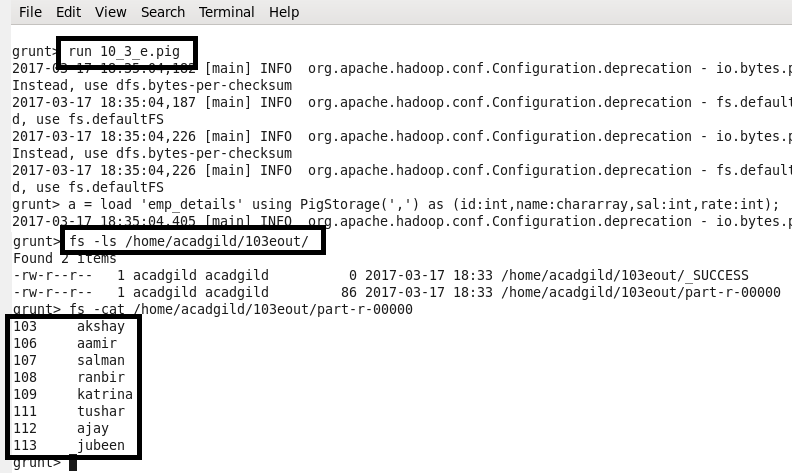 File Edit View Search Terminal Help
grunt> run 10_3_e.pig
2017-03-17 18:35:04,182 [main] INFO  org.apache.hadoop.conf.Configuration.deprecation - io.bytes.p
Instead, use dfs.bytes-per-checksum
2017-03-17 18:35:04,187 [main] INFO  org.apache.hadoop.conf.Configuration.deprecation - fs.default
d, use fs.defaultFS
2017-03-17 18:35:04,226 [main] INFO  org.apache.hadoop.conf.Configuration.deprecation - io.bytes.p
Instead, use dfs.bytes-per-checksum
2017-03-17 18:35:04,226 [main] INFO  org.apache.hadoop.conf.Configuration.deprecation - fs.default
d, use fs.defaultFS
grunt> a = load 'emp_details' using PigStorage(',') as (id:int,name:chararray,sal:int,rate:int);
2017-03-17 18:35:04,405 [main] INFO  org.apache.hadoop.conf.Configuration.deprecation - io.bytes.p
grunt> fs -ls /home/acadgild/103eout/
Found 2 items
-rw-r--r--   1 acadgild acadgild          0 2017-03-17 18:33 /home/acadgild/103eout/_SUCCESS
-rw-r--r--   1 acadgild acadgild         86 2017-03-17 18:33 /home/acadgild/103eout/part-r-00000
grunt> fs -cat /home/acadgild/103eout/part-r-00000
103     akshay
106     aamir
107     salman
108     ranbir
109     katrina
111     tushar
112     ajay
113     jubeen
grunt>